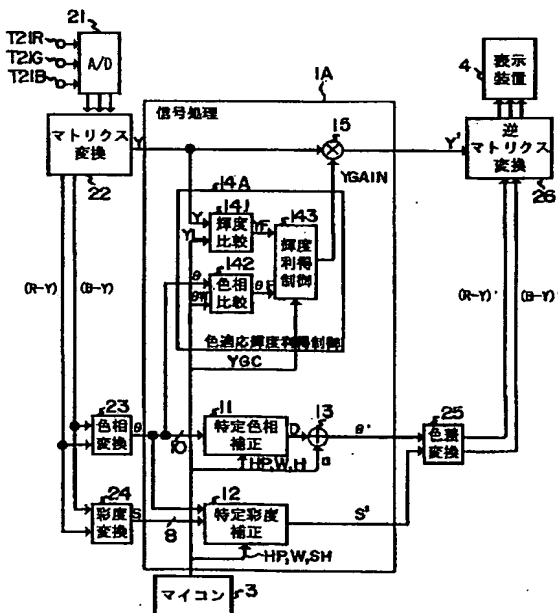 21
T21R
T21G
T21B
A/D
マトリクス
変換
22
1A
信号処理
Y
15
Y'
YGAIN
4
表示
装置
逆
マトリクス
変換
26
14A
141
輝度
比較
YF
Y
Y1
142
色相
比較
θ
θF
143
輝度
利得
制御
色適応輝度利得制御
YGC
(R-Y)
(B-Y)
(R-Y)'
(B-Y)'
23
色相
変換
θ
10
11
特定色相
補正
D
13
θ'
HP,W,H
α
25
変換
24
彩度
変換
S
8
12
特定彩度
補正
S'
HP,W,SH
マイコン
3